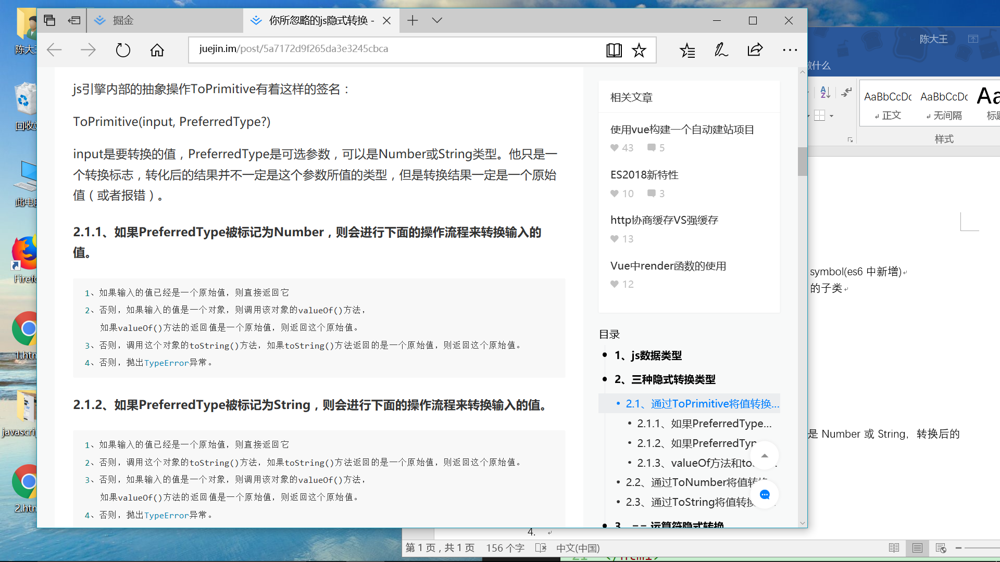 掘金
你所忽略的js隐式转换 -
juejin.im/post/5a7172d9f265da3e3245cbca
js引擎内部的抽象操作ToPrimitive有着这样的签名：
ToPrimitive(input, PreferredType?)
input是要转换的值，PreferredType是可选参数，可以是Number或String类型。他只是一
个转换标志，转化后的结果并不一定是这个参数所值的类型，但是转换结果一定是一个原始
值（或者报错）。
2.1.1、如果PreferredType被标记为Number，则会进行下面的操作流程来转换输入的
值。
1、如果输入的值已经是一个原始值，则直接返回它
2、否则，如果输入的值是一个对象，则调用该对象的valueOf()方法，
如果valueOf()方法的返回值是一个原始值，则返回这个原始值。
3、否则，调用这个对象的toString()方法，如果toString()方法返回的是一个原始值，则返回这个原始值。
4、否则，抛出TypeError异常。
2.1.2、如果PreferredType被标记为String，则会进行下面的操作流程来转换输入的值。
1、如果输入的值已经是一个原始值，则直接返回它
2、否则，调用这个对象的toString()方法，如果toString()方法返回的是一个原始值，则返回这个原始值。
3、否则，如果输入的值是一个对象，则调用该对象的valueOf()方法，
如果valueOf()方法的返回值是一个原始值，则返回这个原始值。
4、否则，抛出TypeError异常。
相关文章
使用vue构建一个自动建站项目
43 5
ES2018新特性
10 3
http协商缓存VS强缓存
13
Vue中render函数的使用
12
目录
1、js数据类型
2、三种隐式转换类型
2.1、通过ToPrimitive将值转换...
2.1.1、如果PreferredType...
2.1.2、如果PreferredTyp
2.1.3、valueOf方法和to
2.2、通过ToNumber将值转换
2.3、通过ToString将值转换
3、== 运算符隐式转换
陈大王
做什么
AaBbCcDc AaBbCcDc Aa
正文 无间隔 标题
样式
symbol(es6 中新增)
的子类
是 Number 或 String，转换后的
4.
第 1 页，共 1 页 156 个字 中文(中国)
陈大王
回收站
此电脑
Firefo
1.htm
javascrip
2.htm
</html>